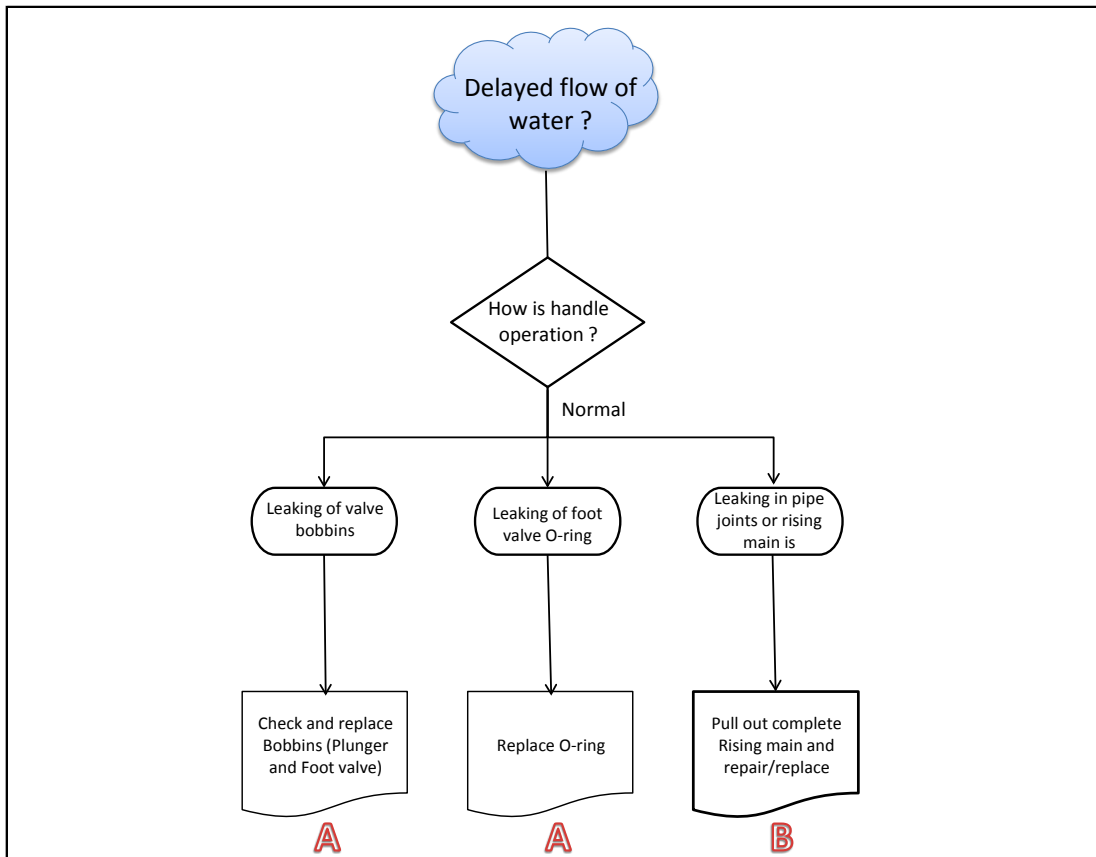 Delayed flow of
water ?
How is handle
operation ?
Normal
Leaking of valve
bobbins
Leaking of foot
valve O-ring
Leaking in pipe
joints or rising
main is
Check and replace
Bobbins (Plunger
and Foot valve)
Replace O-ring
Pull out complete
Rising main and
repair/replace
A
A
B